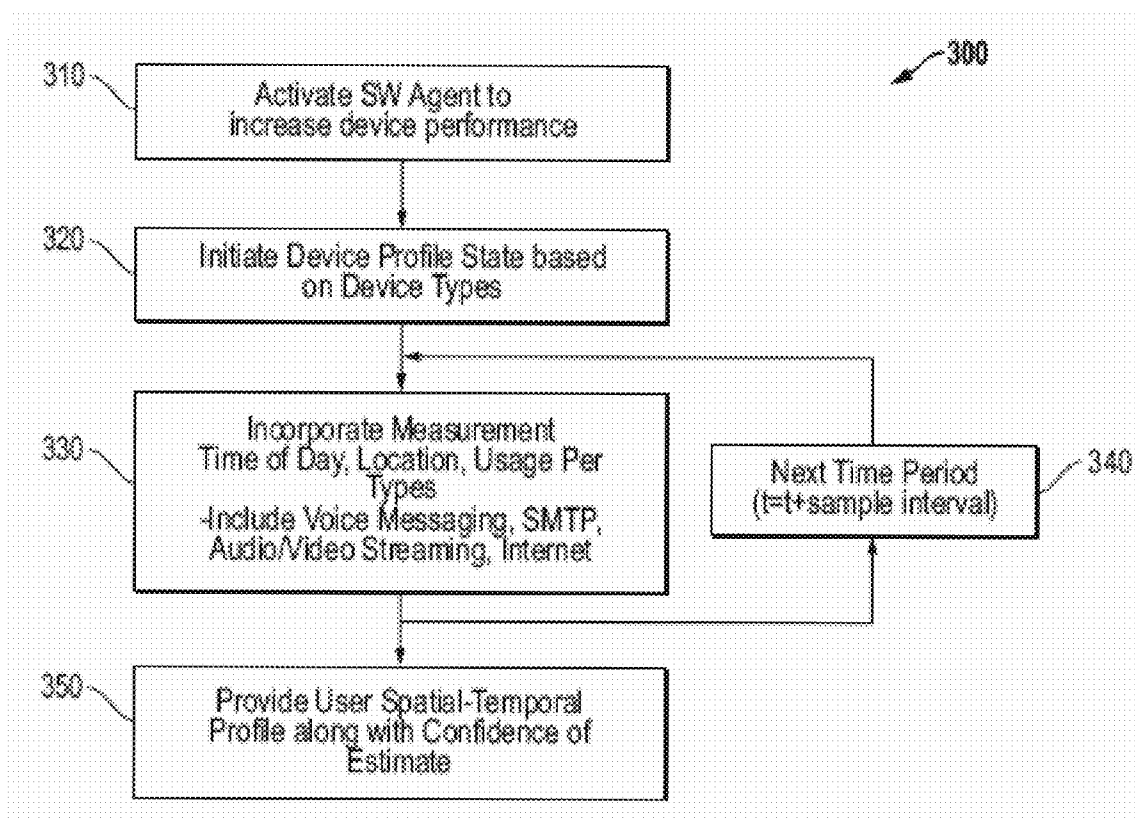 300
310
Activate SW Agent to
increase device performance
320
Initiate Device Profile State based
on Device Types
330
Incorporate Measurement
Time of Day, Location, Usage Per
Types
-Include Voice Messaging, SMTP,
Audio/Video Streaming, Internet
Next Time Period
(t=t+sample interval)
340
350
Provide User Spatial-Temporal
Profile along with Confidence of
Estimate